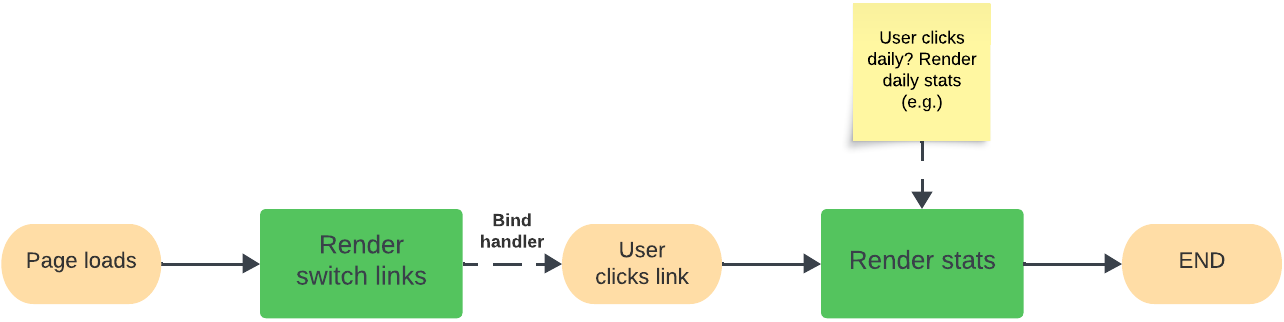 User clicks
daily? Render
daily stats
(e.g.)
Page loads
Render
switch links
Bind
handler
User
clicks link
Render stats
END